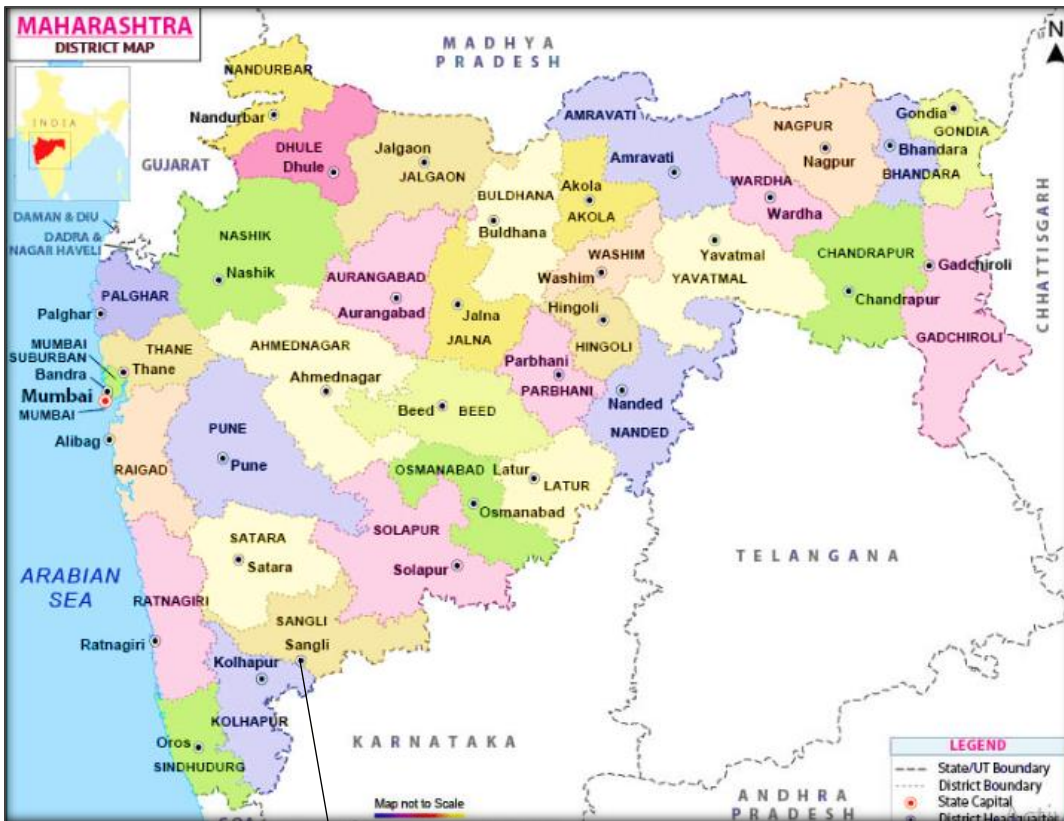 MAHARASHTRA
DISTRICT MAP
INDIA
N
MADHYA
PRADESH
GUJARAT
CHHATTISGARH
NANDURBAR
Nandurbar
DHULE
Dhule
Jalgaon
JALGAON
BULDHANA
Buldhana
AMRAVATI
Amravati
Akola
AKOLA
NAGPUR
Nagpur
WARDHA
Wardha
Gondia
GONDIA
Bhandara
BHANDARA
DAMAN & DIU
DADRA &
NAGAR HAVELI
NASHIK
Nashik
AURANGABAD
Aurangabad
Jalna
JALNA
WASHIM
Washim
Yavatmal
YAVATMAL
CHANDRAPUR
Chandrapur
Gadchiroli
GADCHIROLI
PALGHAR
Palghar
THANE
Thane
MUMBAI
SUBURBAN
Bandra
Mumbai
MUMBAI
AHMEDNAGAR
Ahmednagar
Hingoli
HINGOLI
Parbhani
PARBHANI
Nanded
NANDED
Beed
BEED
Alibag
RAIGAD
PUNE
Pune
OSMANABAD
Osmanabad
Latur
LATUR
SOLAPUR
Solapur
SATARA
Satara
ARABIAN
SEA
RATNAGIRI
Ratnagiri
SANGLI
Sangli
Kolhapur
KOLHAPUR
Oros
SINDHUDURG
TELANGANA
KARNATAKA
ANDHRA
PRADESH
Map not to Scale
LEGEND
State/UT Boundary
District Boundary
State Capital